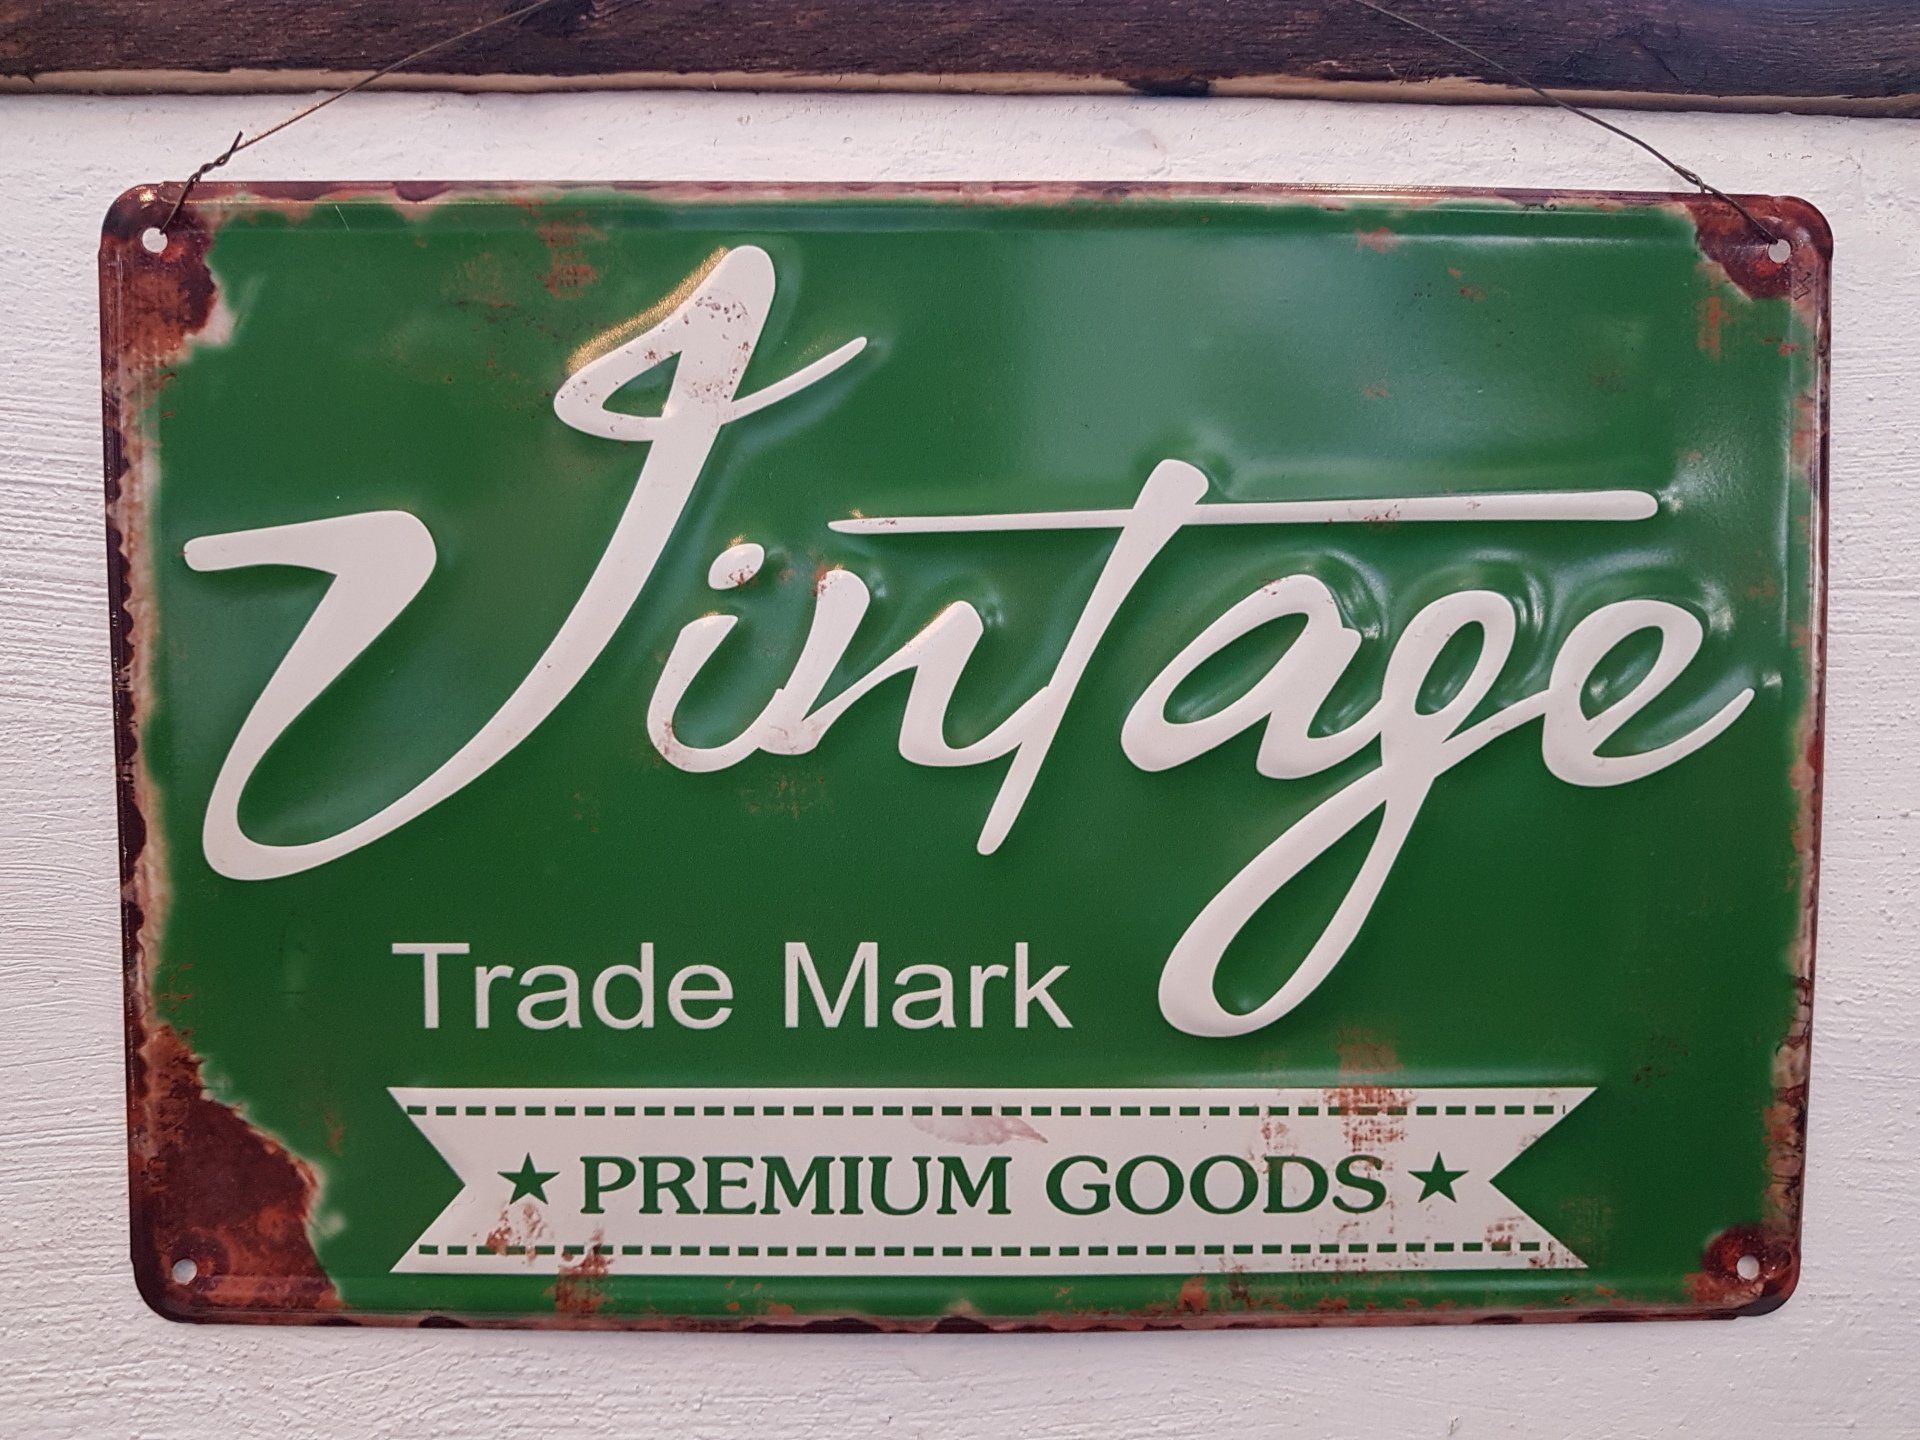 Vintage
Trade Mark
★ PREMIUM GOODS ★